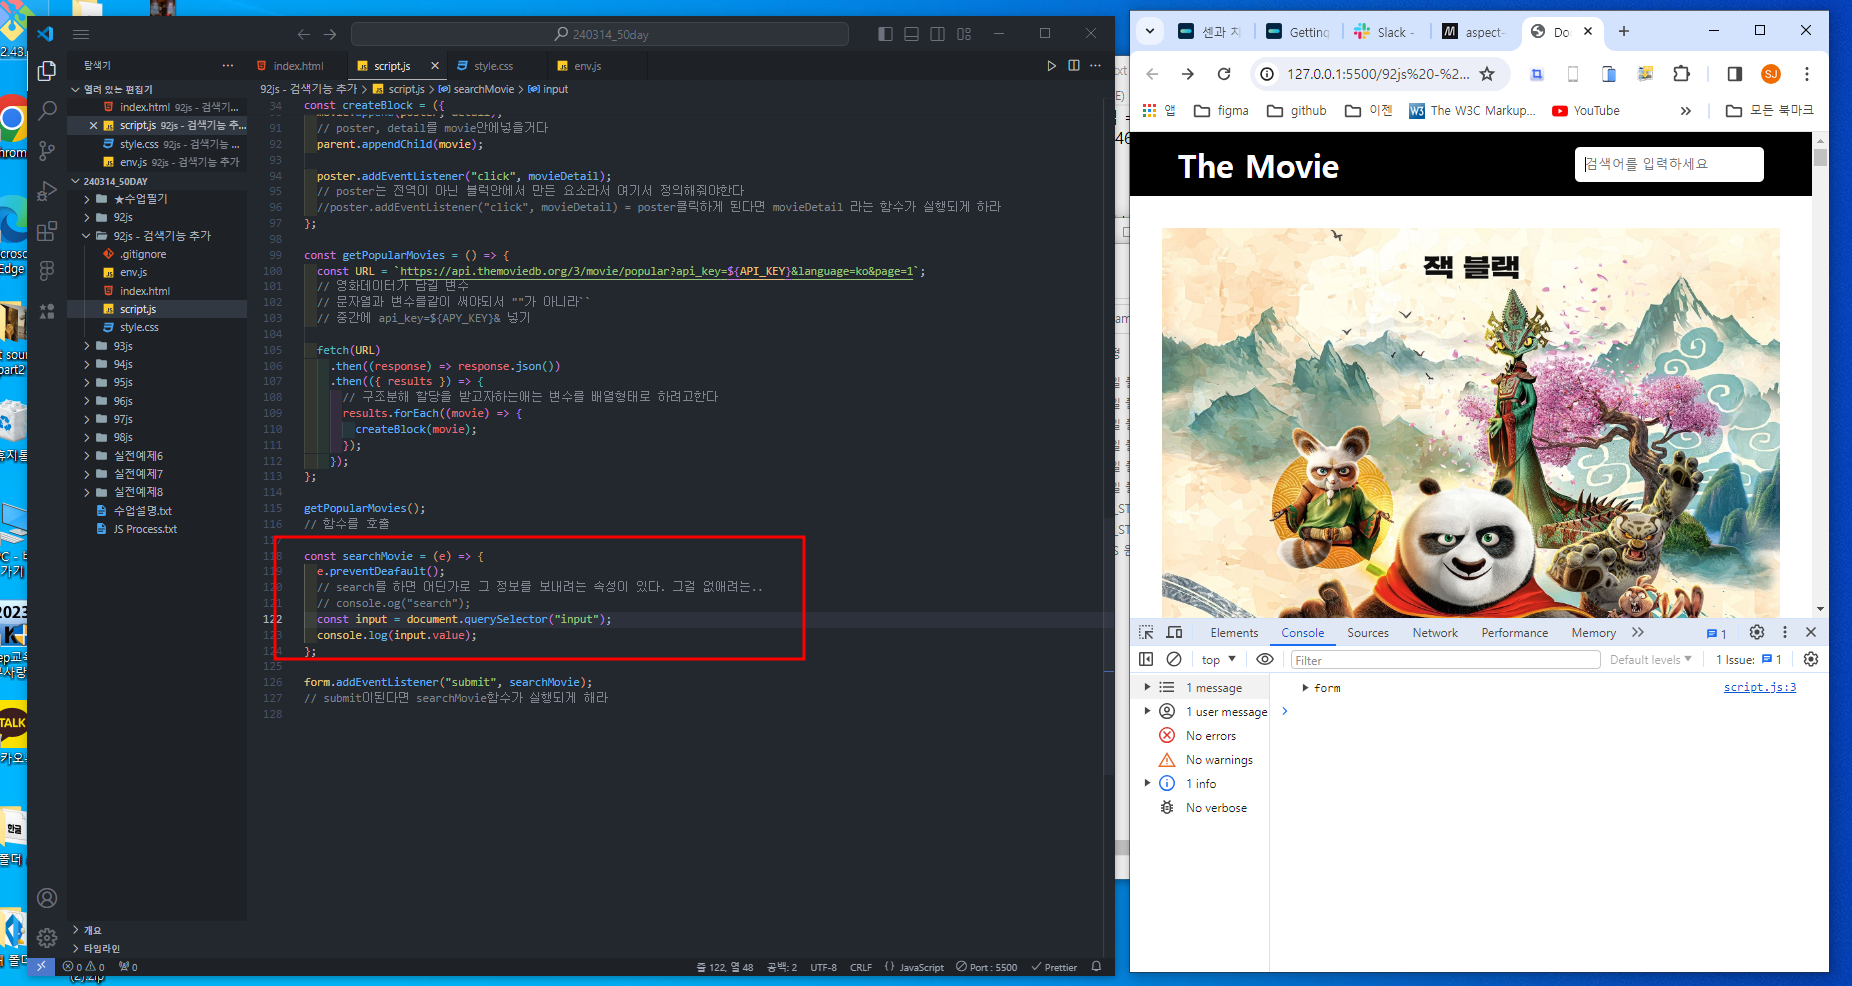 240314_50day
탐색기
index.html
script.js
style.css
env.js
92js - 검색기능 추가 > script.js > searchMovie > input
열려 있는 편집기
index.html 92js - 검색기...
script.js 92js - 검색기능 추...
style.css 92js - 검색기능 ...
env.js 92js - 검색기능 추가
240314_50DAY
★수업필기
92js
92js - 검색기능 추가
.gitignore
env.js
index.html
script.js
style.css
93js
94js
95js
96js
97js
98js
실전예제6
실전예제7
실전예제8
수업설명.txt
JS Process.txt
개요
타임라인
34 const createBlock = ({
91 // poster, detail를 movie안에넣을거다
92 parent.appendChild(movie);
93
94 poster.addEventListener("click", movieDetail);
95 // poster는 전역이 아닌 블럭안에서 만든 요소라서 여기서 정의해줘야한다
96 //poster.addEventListener("click", movieDetail) = poster클릭하게 된다면 movieDetail 라는 함수가 실행되게 하라
97 };
98
99 const getPopularMovies = () => {
100 const URL = `https://api.themoviedb.org/3/movie/popular?api_key=${API_KEY}&language=ko&page=1`;
101 // 영화데이터가 담길 변수
102 // 문자열과 변수를같이 써야되서 ""가 아니라``
103 // 중간에 api_key=${APY_KEY}& 넣기
104
105 fetch(URL)
106 .then((response) => response.json())
107 .then(({ results }) => {
108 // 구조분해 할당을 받고자하는애는 변수를 배열형태로 하려고한다
109 results.forEach((movie) => {
110 createBlock(movie);
111 });
112 });
113 };
114
115 getPopularMovies();
116 // 함수를 호출
117
118 const searchMovie = (e) => {
119 e.preventDeafault();
120 // search를 하면 어딘가로 그 정보를 보내려는 속성이 있다. 그걸 없애려는..
121 // console.og("search");
122 const input = document.querySelector("input");
123 console.log(input.value);
124 };
125
126 form.addEventListener("submit", searchMovie);
127 // submit이된다면 searchMovie함수가 실행되게 해라
128
0 0 0
줄 122, 열 48 공백: 2 UTF-8 CRLF {} JavaScript Port : 5500 Prettier
센과 치
Getting
Slack -
aspect-
Do
127.0.0.1:5500/92js%20-%2...
SJ
앱 figma github 이젠 The W3C Markup... YouTube » 모든 북마크
The Movie
검색어를 입력하세요
잭 블랙
Elements Console Sources Network Performance Memory 1
top Filter Default levels 1 Issue: 1
1 message
1 user message
No errors
No warnings
1 info
No verbose
form script.js:3